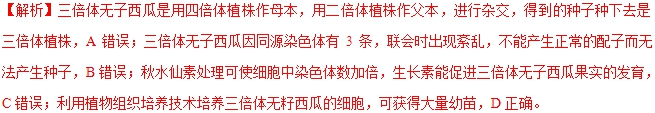 【解析】三倍体无子西瓜是用四倍体植株作母本，用二倍体植株作父本，进行杂交，得到的种子种下去是
三倍体植株，A 错误；三倍体无子西瓜因同源染色体有 3 条，联会时出现紊乱，不能产生正常的配子而无
法产生种子，B 错误；秋水仙素处理可使细胞中染色体数加倍，生长素能促进三倍体无子西瓜果实的发育，
C 错误；利用植物组织培养技术培养三倍体无籽西瓜的细胞，可获得大量幼苗，D 正确。